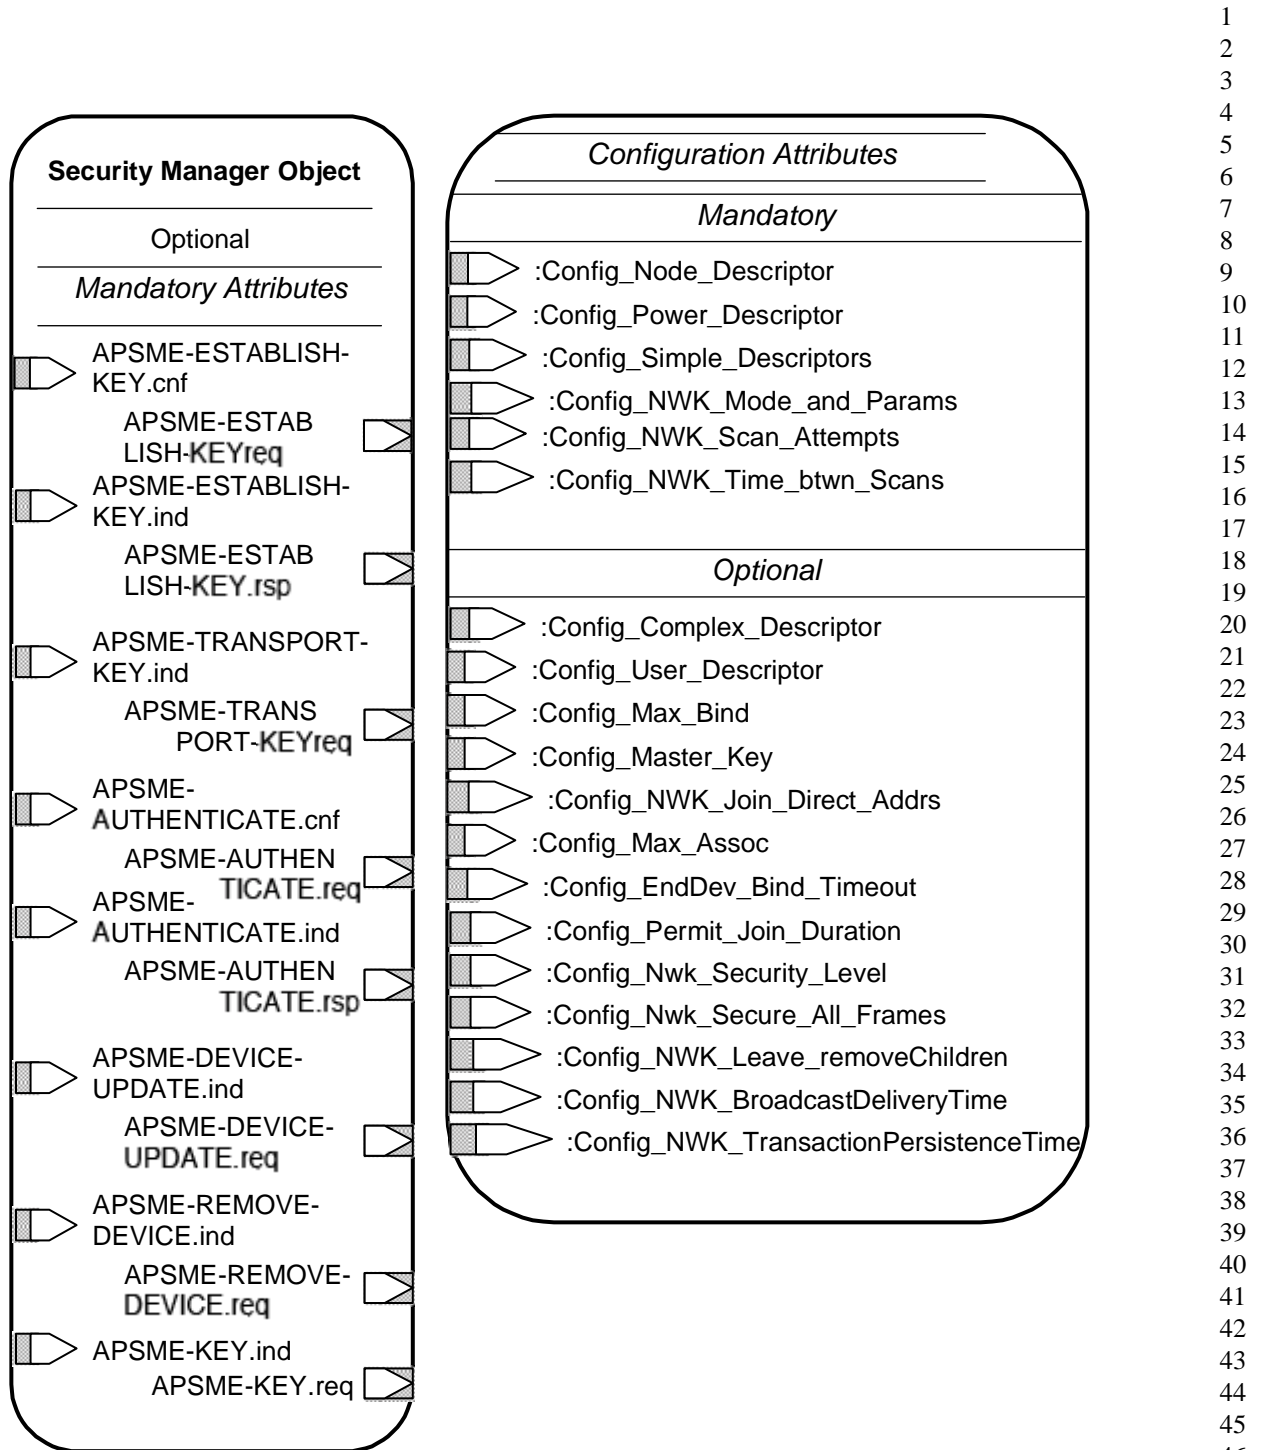 Security Manager Object
Optional
Mandatory Attributes
APSME-ESTABLISH-
KEY.cnf
APSME-ESTAB
LISH-KEYreq
APSME-ESTABLISH-
KEY.ind
APSME-ESTAB
LISH-KEY.rsp
APSME-TRANSPORT-
KEY.ind
APSME-TRANS
PORT-KEYreq
APSME-
AUTHENTICATE.cnf
APSME-AUTHEN
TICATE.req
APSME-
AUTHENTICATE.ind
APSME-AUTHEN
TICATE.rsp
APSME-DEVICE-
UPDATE.ind
APSME-DEVICE-
UPDATE.req
APSME-REMOVE-
DEVICE.ind
APSME-REMOVE-
DEVICE.req
APSME-KEY.ind
APSME-KEY.req
Configuration Attributes
Mandatory
:Config_Node_Descriptor
:Config_Power_Descriptor
:Config_Simple_Descriptors
:Config_NWK_Mode_and_Params
:Config_NWK_Scan_Attempts
:Config_NWK_Time_btwn_Scans
Optional
:Config_Complex_Descriptor
:Config_User_Descriptor
:Config_Max_Bind
:Config_Master_Key
:Config_NWK_Join_Direct_Addrs
:Config_Max_Assoc
:Config_EndDev_Bind_Timeout
:Config_Permit_Join_Duration
:Config_Nwk_Security_Level
:Config_Nwk_Secure_All_Frames
:Config_NWK_Leave_removeChildren
:Config_NWK_BroadcastDeliveryTime
:Config_NWK_TransactionPersistenceTime
1
2
3
4
5
6
7
8
9
10
11
12
13
14
15
16
17
18
19
20
21
22
23
24
25
26
27
28
29
30
31
32
33
34
35
36
37
38
39
40
41
42
43
44
45